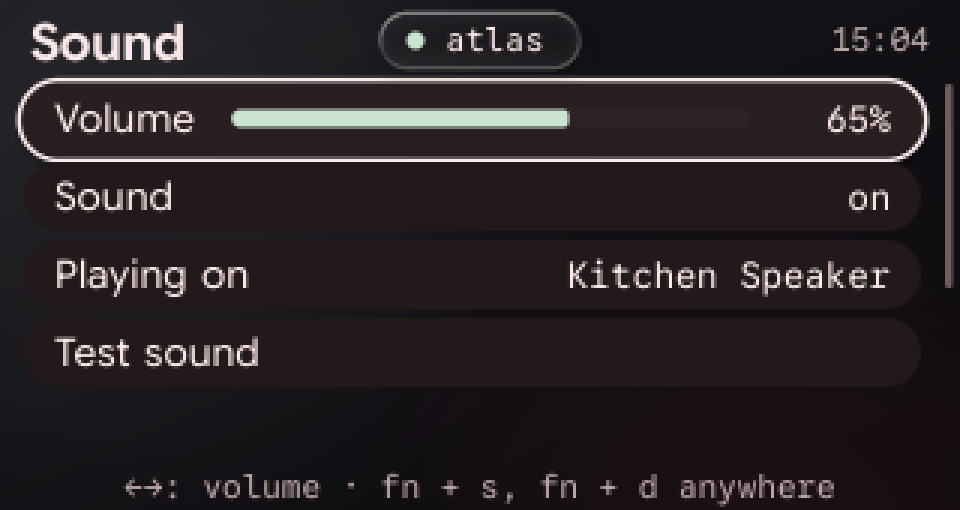 Sound
atlas
15:04
Volume 65%
Sound on
Playing on Kitchen Speaker
Test sound
↔: volume · fn + s, fn + d anywhere